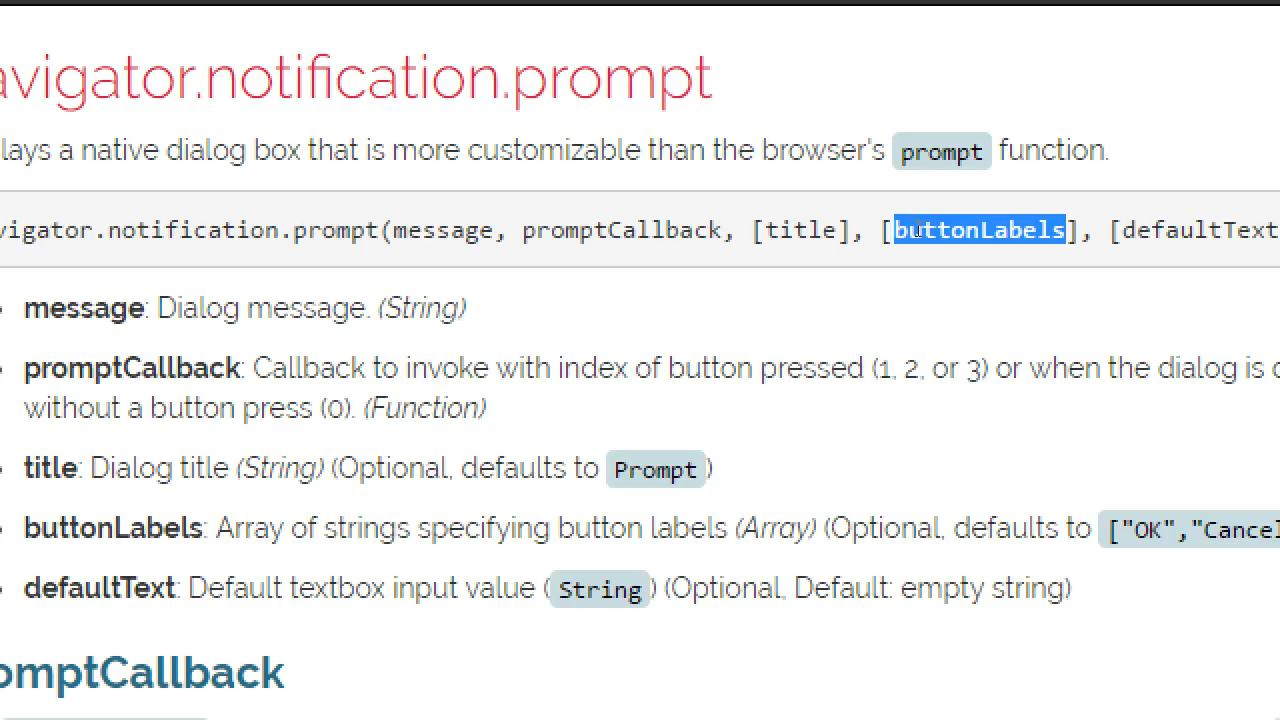 avigator.notification.prompt
lays a native dialog box that is more customizable than the browser's prompt function.
vigator.notification.prompt(message, promptCallback, [title], [buttonLabels], [defaultText
message: Dialog message. (String)
promptCallback: Callback to invoke with index of button pressed (1, 2, or 3) or when the dialog is
without a button press (0). (Function)
title: Dialog title (String) (Optional, defaults to Prompt)
buttonLabels: Array of strings specifying button labels (Array) (Optional, defaults to ["OK","Cancel
defaultText: Default textbox input value (String) (Optional, Default: empty string)
omptCallback